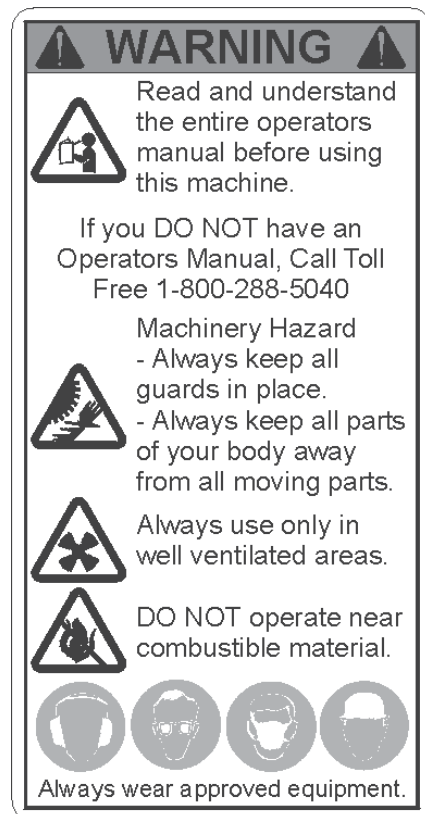 WARNING
Read and understand
the entire operators
manual before using
this machine.
If you DO NOT have an
Operators Manual, Call Toll
Free 1-800-288-5040
Machinery Hazard
- Always keep all
guards in place.
- Always keep all parts
of your body away
from all moving parts.
Always use only in
well ventilated areas.
DO NOT operate near
combustible material.
Always wear approved equipment.